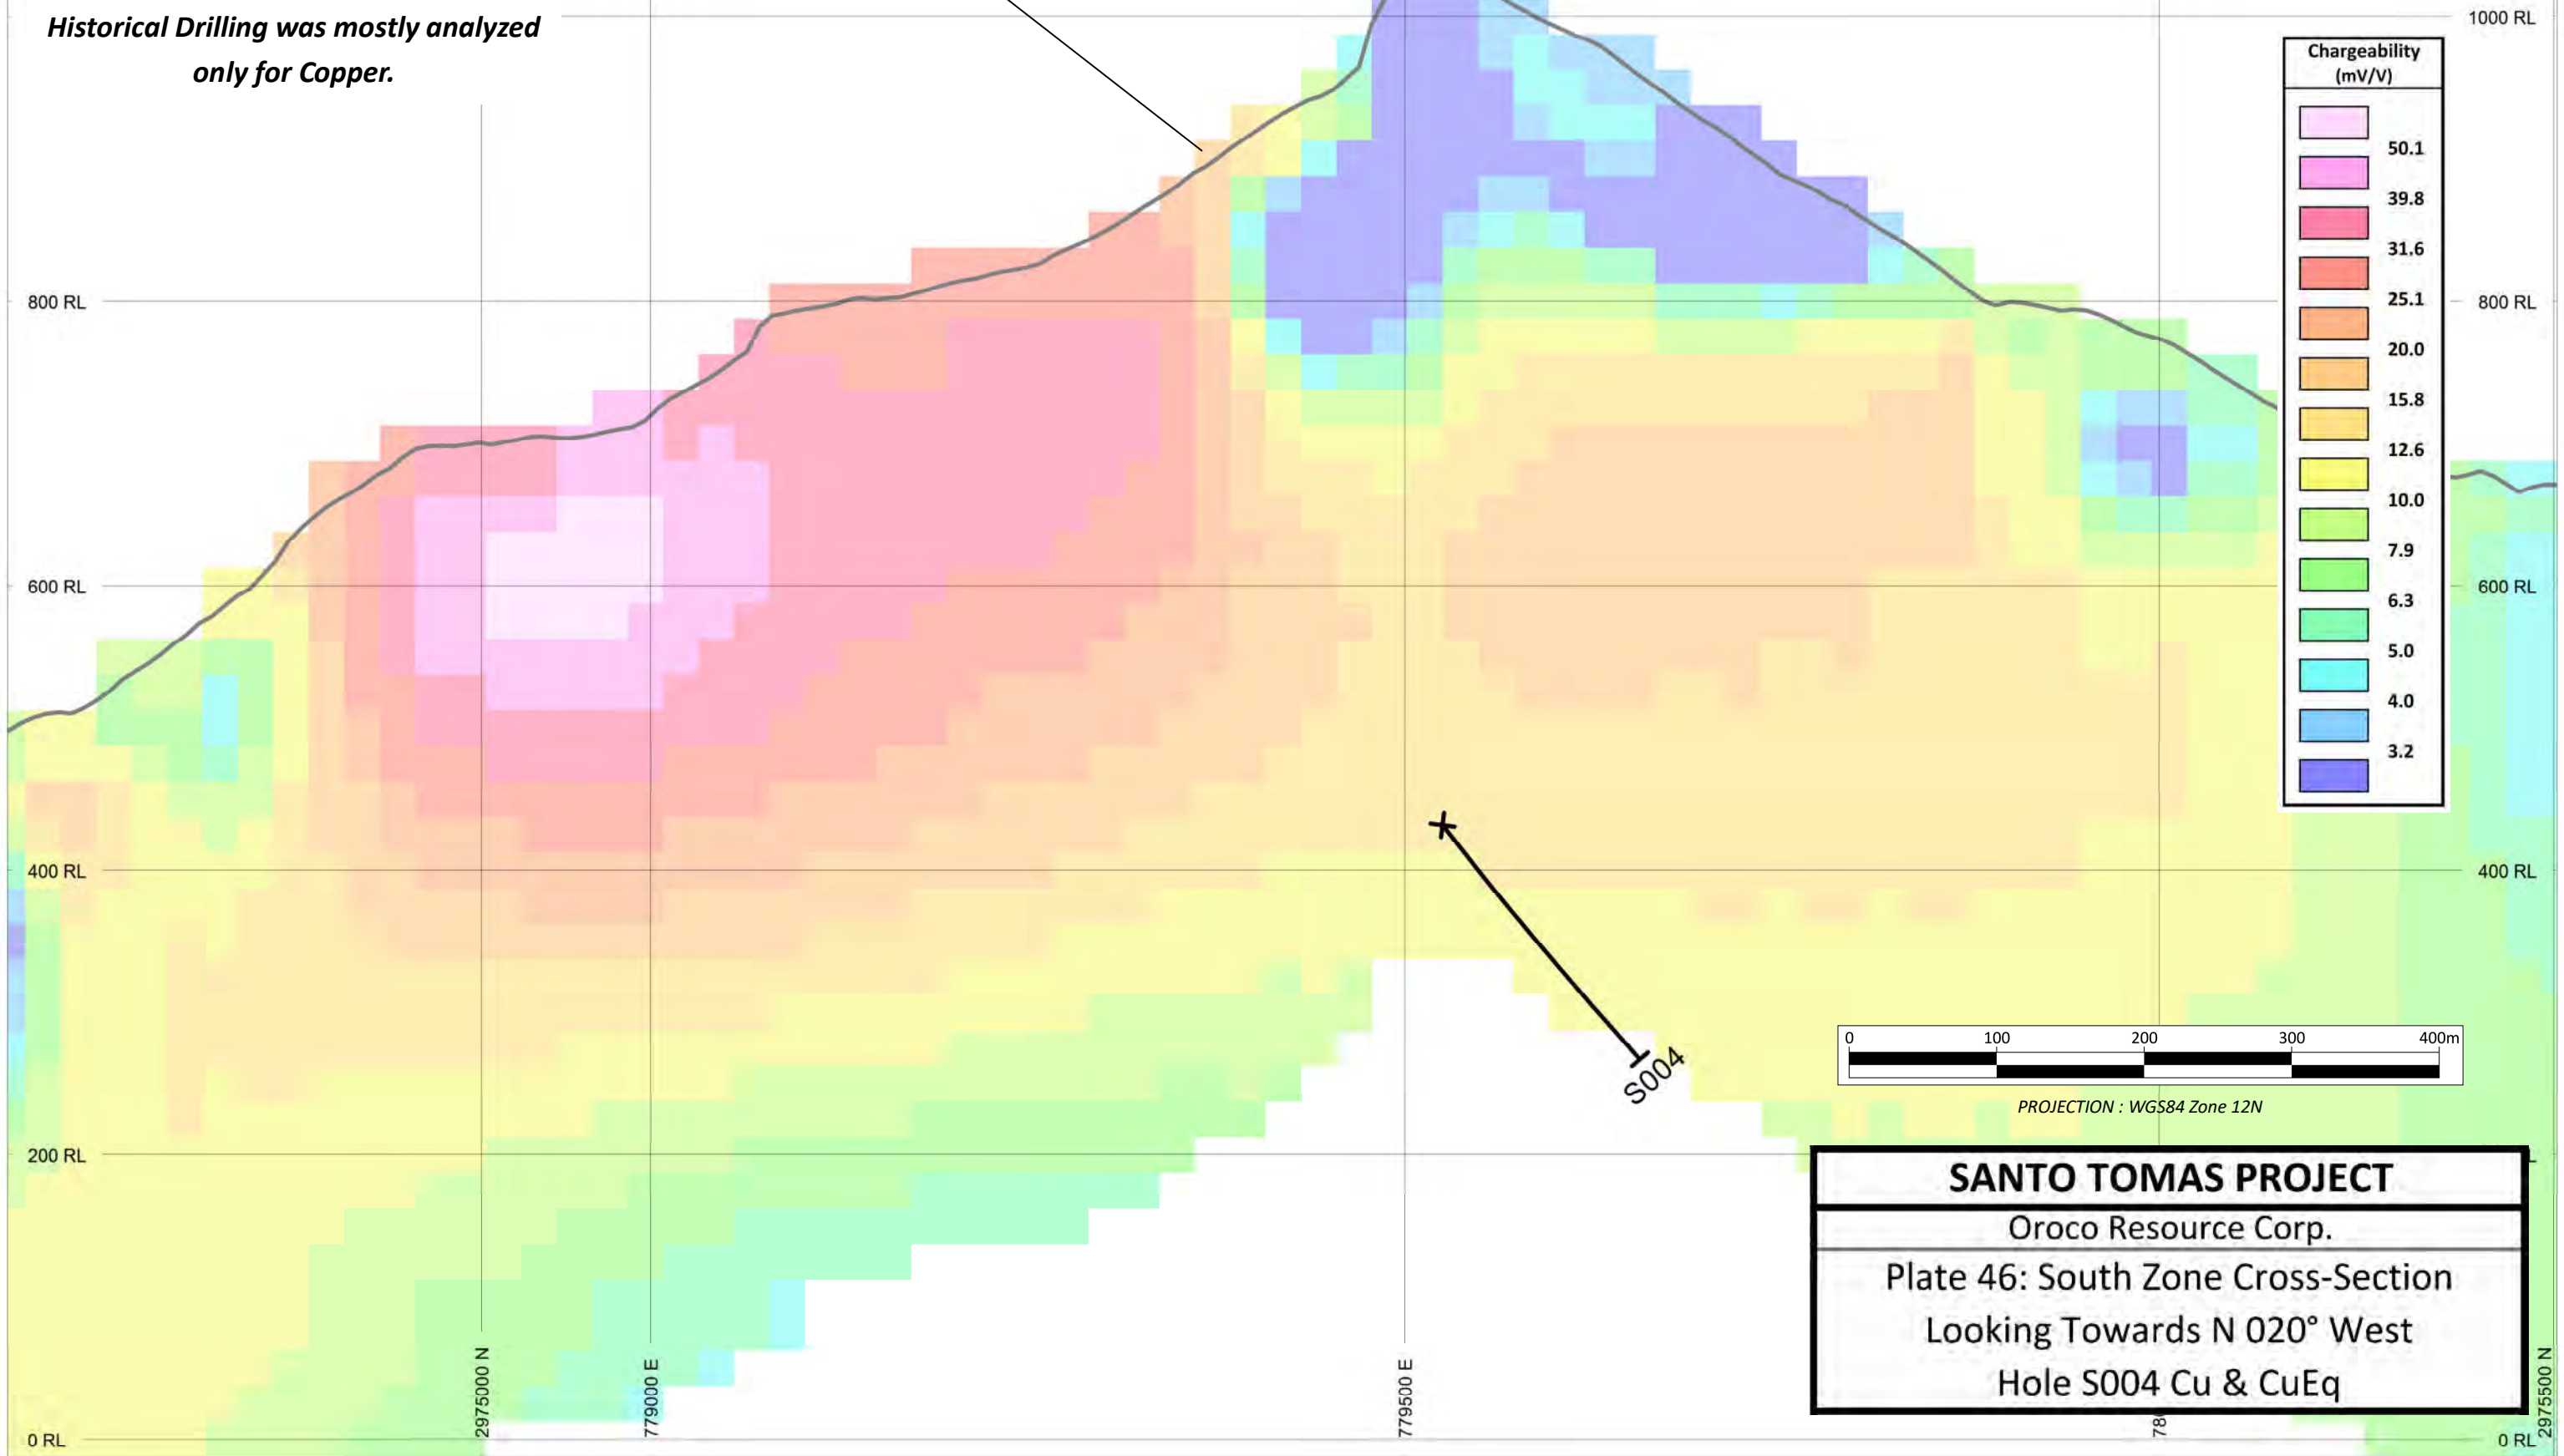 Historical Drilling was mostly analyzed
only for Copper.
1000 RL
Chargeability
(mV/V)
50.1
39.8
31.6
25.1
20.0
15.8
12.6
10.0
7.9
6.3
5.0
4.0
3.2
800 RL
800 RL
600 RL
600 RL
400 RL
400 RL
S004
0 100 200 300 400m
PROJECTION : WGS84 Zone 12N
200 RL
SANTO TOMAS PROJECT
Oroco Resource Corp.
Plate 46: South Zone Cross-Section
Looking Towards N 020° West
Hole S004 Cu & CuEq
2975000 N
779000 E
779500 E
2975500 N
0 RL
0 RL